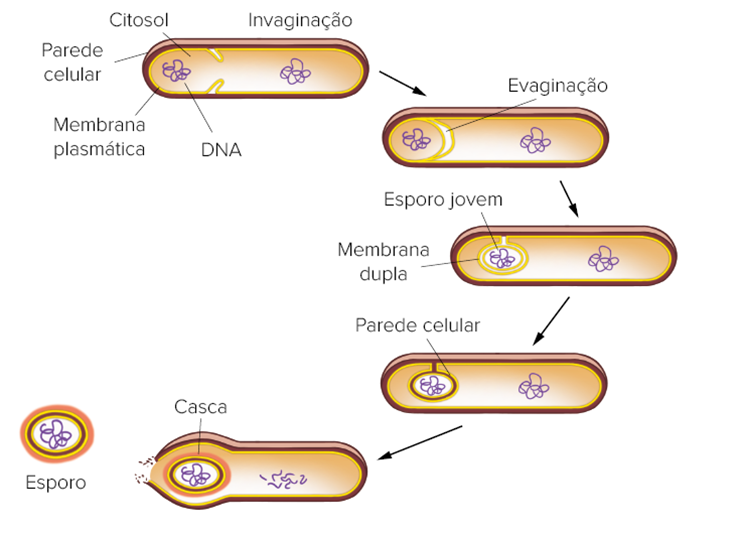 Citosol
Invaginação
Parede
celular
Membrana
plasmática
DNA
Evaginação
Esporo jovem
Membrana
dupla
Parede celular
Casca
Esporo